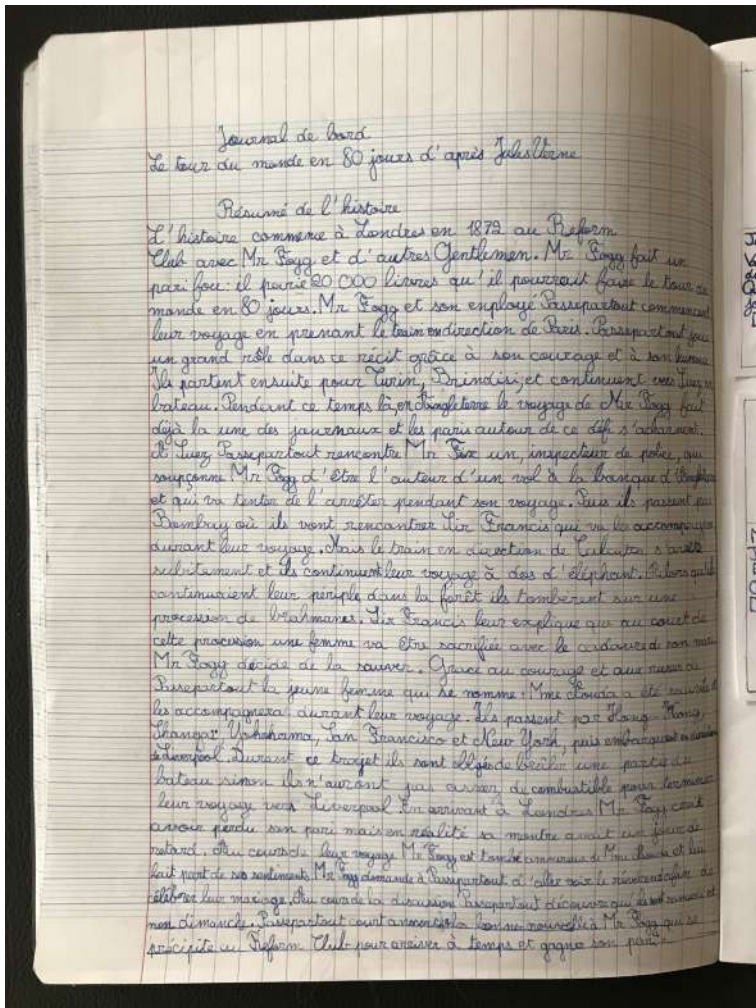 Journal de bord
Le tour du monde en 80 jours d'après Jules Verne
Résumé de l'histoire
L'histoire commence à Londres en 1872 au Reform
Club avec Mr Fogg et d'autres Gentlemen. Mr Fogg fait un
pari fou: il parie 20 000 livres qu'il pourrait faire le tour du
monde en 80 jours. Mr Fogg et son employé Passepartout commencent
leur voyage en prenant le train en direction de Paris. Passepartout joue
un grand rôle dans ce récit grâce à son courage et à son humour
Ils partent ensuite pour Turin, Brindisi, et continuent vers Suez en
bateau. Pendant ce temps là, en Angleterre le voyage de Mr Fogg fait
déjà la une des journaux et les paris autour de ce défi s'acharnent.
A Suez Passepartout rencontre Mr Fix un, inspecteur de police, qui
soupçonne Mr Fogg d'être l'auteur d'un vol à la banque d'Angleterre
et qui va tenter de l'arrêter pendant son voyage. Puis ils passent par
Bombay où ils vont rencontrer Sir Francis qui va les accompagner
durant leur voyage. Mais le train en direction de Calcutta s'arrête
subitement et ils continuent leur voyage à dos d'éléphant. Alors qu'ils
continuaient leur périple dans la forêt ils tombèrent sur une
procession de brahmanes. Sir Francis leur explique que au court de
cette procession une femme va être sacrifiée avec le cadavre de son mari
Mr Fogg décide de la sauver. Grâce au courage et aux ruses de
Passepartout la jeune femme qui se nomme Mme Aouda a été sauvée
les accompagnera durant leur voyage. Ils passent par Hong-Kong,
Shangai Yokohama, San Francisco et New York, puis embarquent en direction
de Liverpool. Durant ce trajet ils sont obligés de brûler une partie du
bateau sinon ils n'auront pas assez de combustible pour terminer
leur voyage vers Liverpool. En arrivant à Londres Mr Fogg croit
avoir perdu son pari mais en réalité sa montre avait un jour de
retard. Au cours de leur voyage Mr Fogg est tombé amoureux de Mme Aouda et lui
fait part de ses sentiments. Mr Fogg demande à Passepartout d'aller voir le révérend afin de
célébrer leur mariage. Au cour de la discussion Passepartout découvre qu'ils sont samedi et
non dimanche. Passepartout court annoncer la bonne nouvelle à Mr Fogg qui se
précipite au Reform Club pour arriver à temps et gagne son pari.